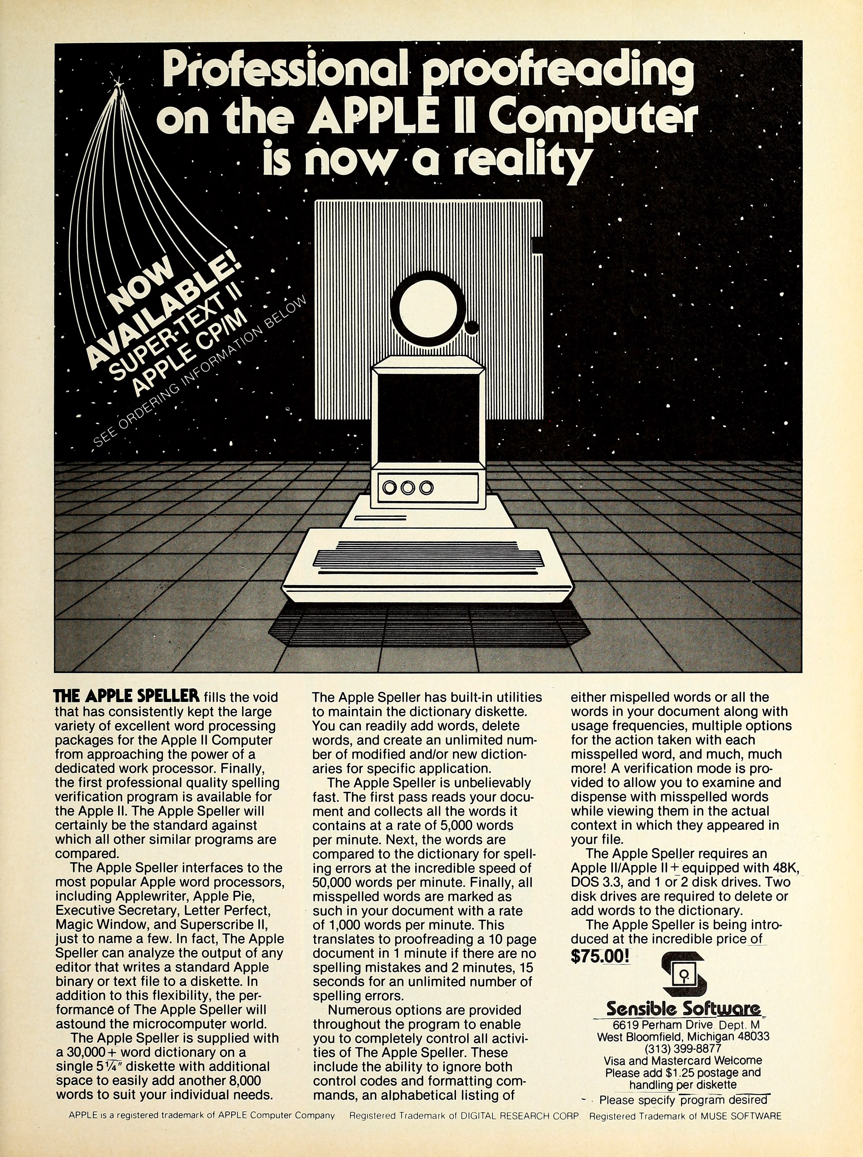 Professional proofreading
on the APPLE II Computer
is now a reality
NOW
AVAILABLE!
SUPER-TEXT II
APPLE CP/M
SEE ORDERING INFORMATION BELOW
THE APPLE SPELLER fills the void
that has consistently kept the large
variety of excellent word processing
packages for the Apple II Computer
from approaching the power of a
dedicated work processor. Finally,
the first professional quality spelling
verification program is available for
the Apple II. The Apple Speller will
certainly be the standard against
which all other similar programs are
compared.
The Apple Speller interfaces to the
most popular Apple word processors,
including Applewriter, Apple Pie,
Executive Secretary, Letter Perfect,
Magic Window, and Superscribe II,
just to name a few. In fact, The Apple
Speller can analyze the output of any
editor that writes a standard Apple
binary or text file to a diskette. In
addition to this flexibility, the per-
formance of The Apple Speller will
astound the microcomputer world.
The Apple Speller is supplied with
a 30,000+ word dictionary on a
single 5¼" diskette with additional
space to easily add another 8,000
words to suit your individual needs.
The Apple Speller has built-in utilities
to maintain the dictionary diskette.
You can readily add words, delete
words, and create an unlimited num-
ber of modified and/or new diction-
aries for specific application.
The Apple Speller is unbelievably
fast. The first pass reads your docu-
ment and collects all the words it
contains at a rate of 5,000 words
per minute. Next, the words are
compared to the dictionary for spell-
ing errors at the incredible speed of
50,000 words per minute. Finally, all
misspelled words are marked as
such in your document with a rate
of 1,000 words per minute. This
translates to proofreading a 10 page
document in 1 minute if there are no
spelling mistakes and 2 minutes, 15
seconds for an unlimited number of
spelling errors.
Numerous options are provided
throughout the program to enable
you to completely control all activi-
ties of The Apple Speller. These
include the ability to ignore both
control codes and formatting com-
mands, an alphabetical listing of
either mispelled words or all the
words in your document along with
usage frequencies, multiple options
for the action taken with each
misspelled word, and much, much
more! A verification mode is pro-
vided to allow you to examine and
dispense with misspelled words
while viewing them in the actual
context in which they appeared in
your file.
The Apple Speller requires an
Apple II/Apple II+ equipped with 48K,
DOS 3.3, and 1 or 2 disk drives. Two
disk drives are required to delete or
add words to the dictionary.
The Apple Speller is being intro-
duced at the incredible price of
$75.00!
Sensible Software
6619 Perham Drive Dept. M
West Bloomfield, Michigan 48033
(313) 399-8877
Visa and Mastercard Welcome
Please add $1.25 postage and
handling per diskette
Please specify program desired
APPLE is a registered trademark of APPLE Computer Company Registered Trademark of DIGITAL RESEARCH CORP. Registered Trademark of MUSE SOFTWARE